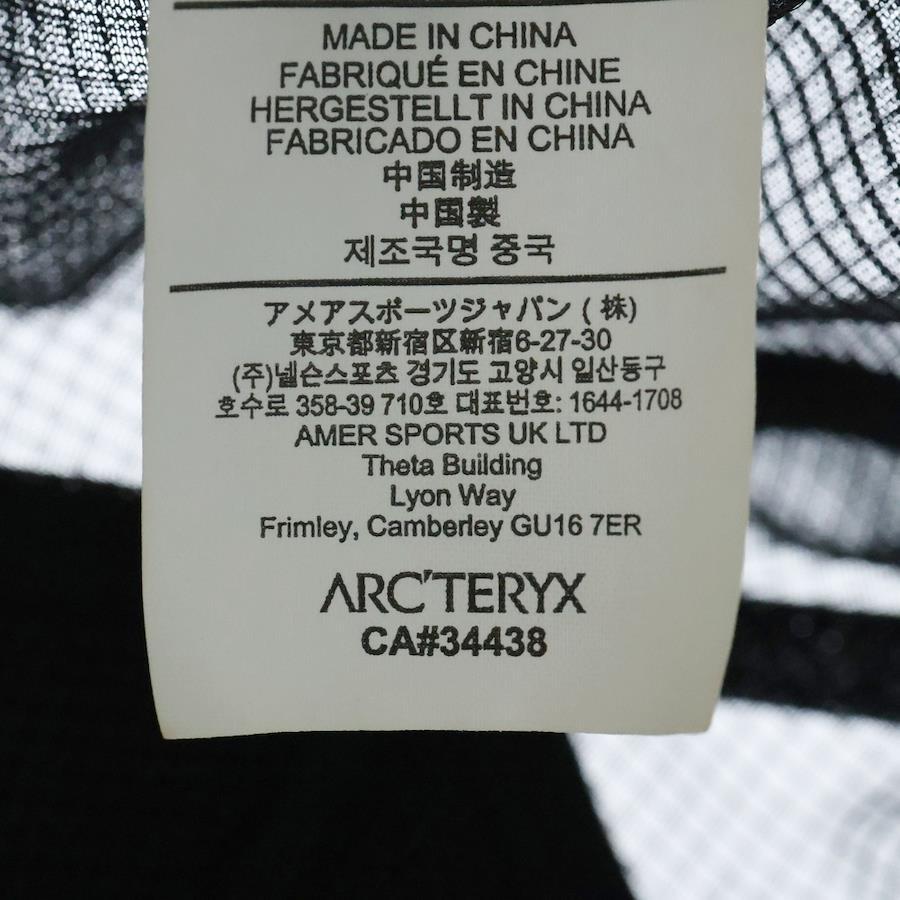 MADE IN CHINA
FABRIQUÉ EN CHINE
HERGESTELLT IN CHINA
FABRICADO EN CHINA
中国制造
中国製
제조국명 중국
アメアスポーツジャパン (株)
東京都新宿区新宿6-27-30
(주)넬슨스포츠 경기도 고양시 일산동구
호수로 358-39 710호 대표번호: 1644-1708
AMER SPORTS UK LTD
Theta Building
Lyon Way
Frimley, Camberley GU16 7ER
ARC'TERYX
CA#34438